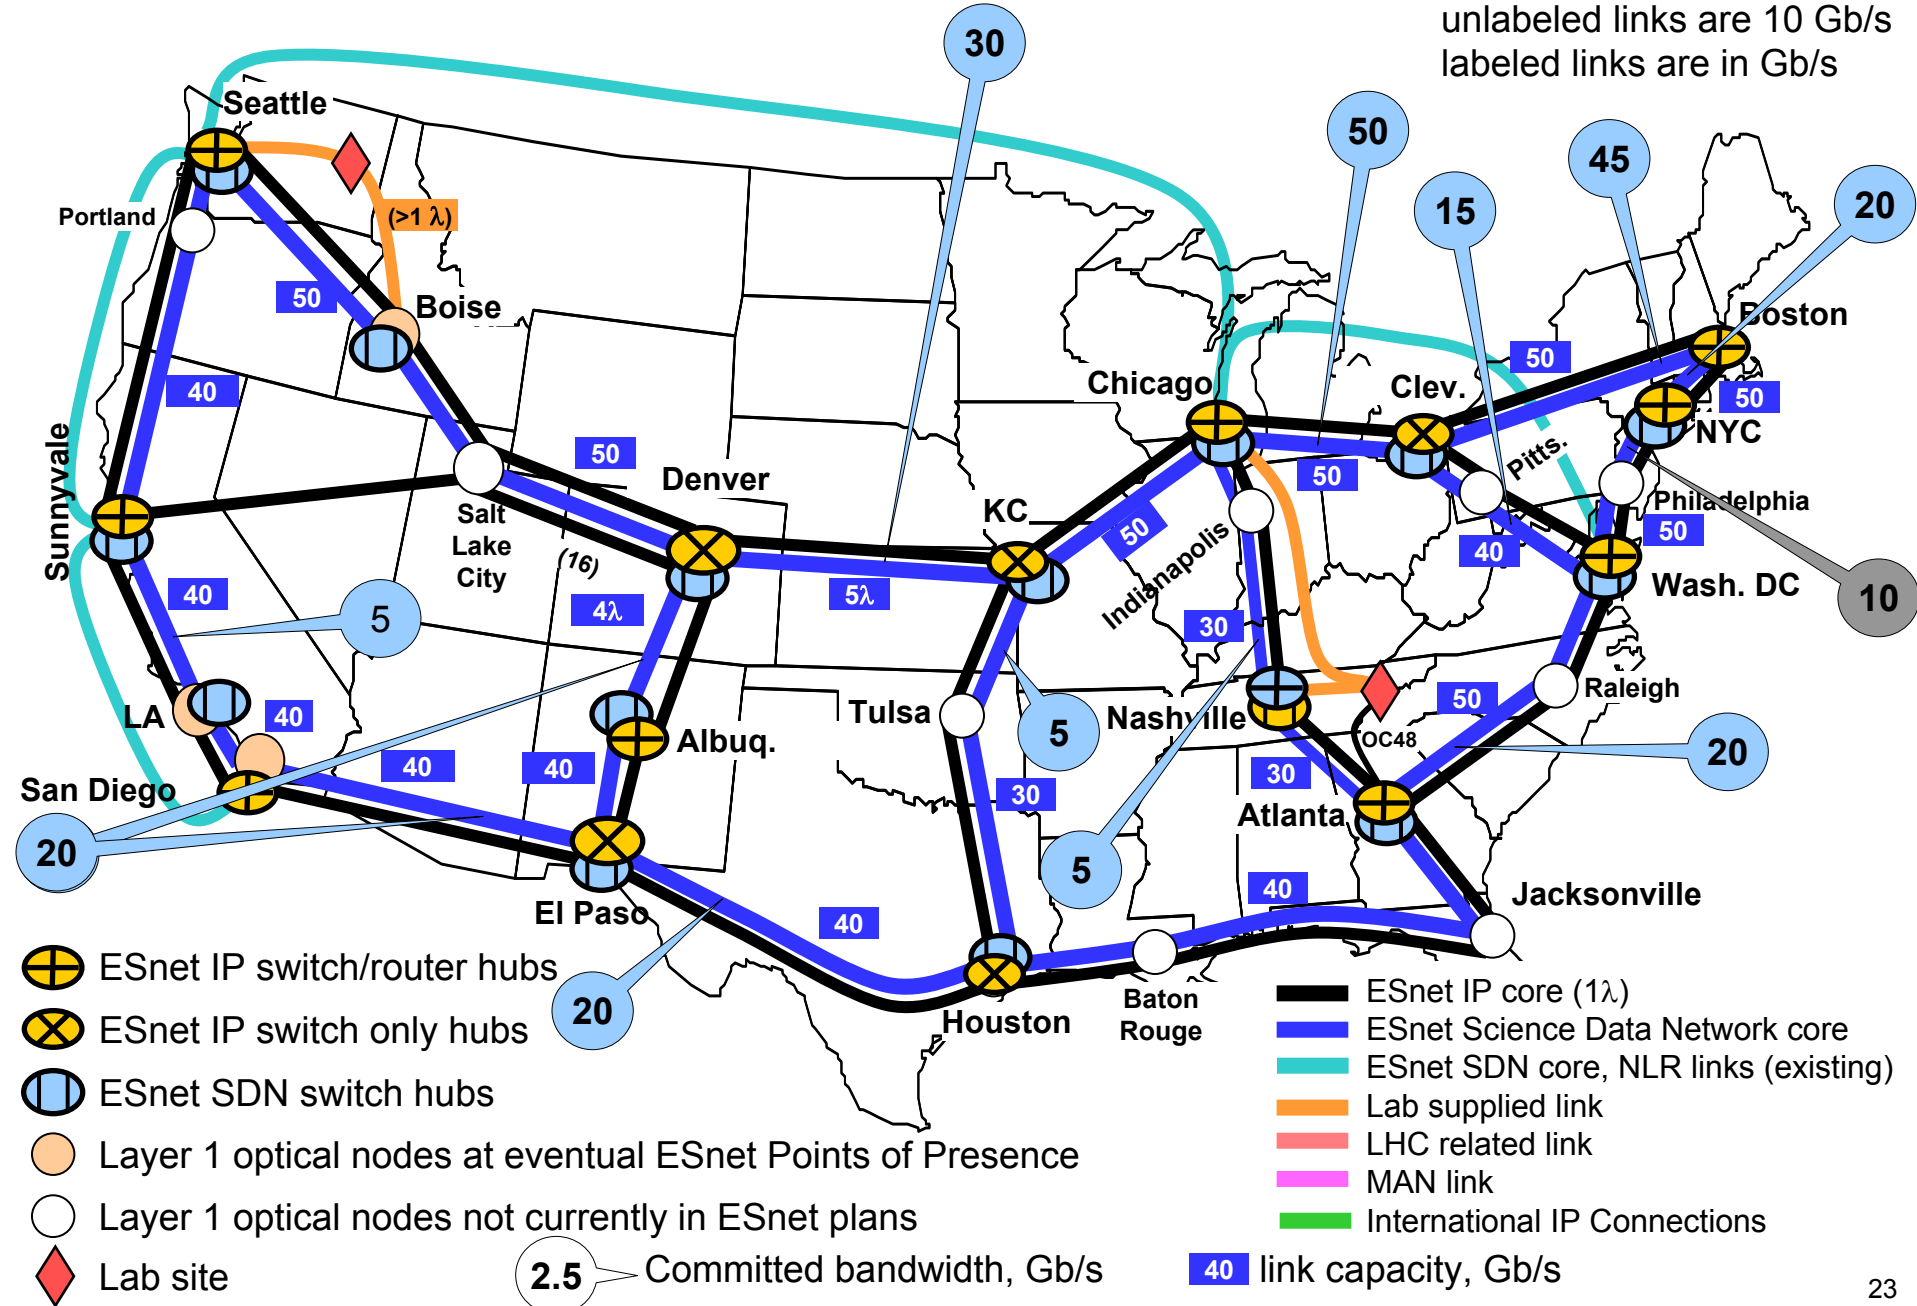 unlabeled links are 10 Gb/s
labeled links are in Gb/s
30
50
45
15
20
Seattle
Portland
(>1 λ)
50
Boise
Boston
50
50
Chicago
Clev.
40
NYC
Sunnyvale
50
Denver
KC
50
50
Pitts.
Philadelphia
50
Salt
Lake
City
(16)
Indianapolis
40
Wash. DC
10
40
5
4λ
5λ
30
LA
40
Tulsa
5
Nashville
50
Raleigh
OC48
Albuq.
San Diego
40
40
30
30
20
Atlanta
20
5
El Paso
40
40
Jacksonville
20
Houston
Baton
Rouge
ESnet IP switch/router hubs
ESnet IP switch only hubs
ESnet SDN switch hubs
Layer 1 optical nodes at eventual ESnet Points of Presence
Layer 1 optical nodes not currently in ESnet plans
Lab site
2.5
Committed bandwidth, Gb/s
40
link capacity, Gb/s
ESnet IP core (1λ)
ESnet Science Data Network core
ESnet SDN core, NLR links (existing)
Lab supplied link
LHC related link
MAN link
International IP Connections
23